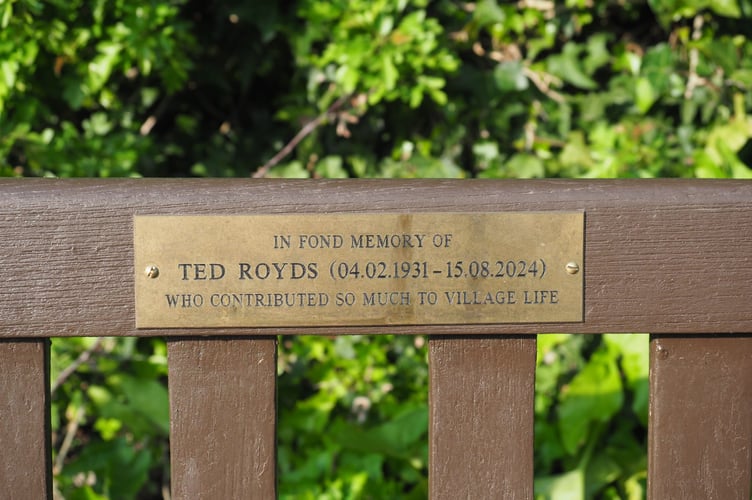 IN FOND MEMORY OF
TED ROYDS (04.02.1931–15.08.2024)
WHO CONTRIBUTED SO MUCH TO VILLAGE LIFE